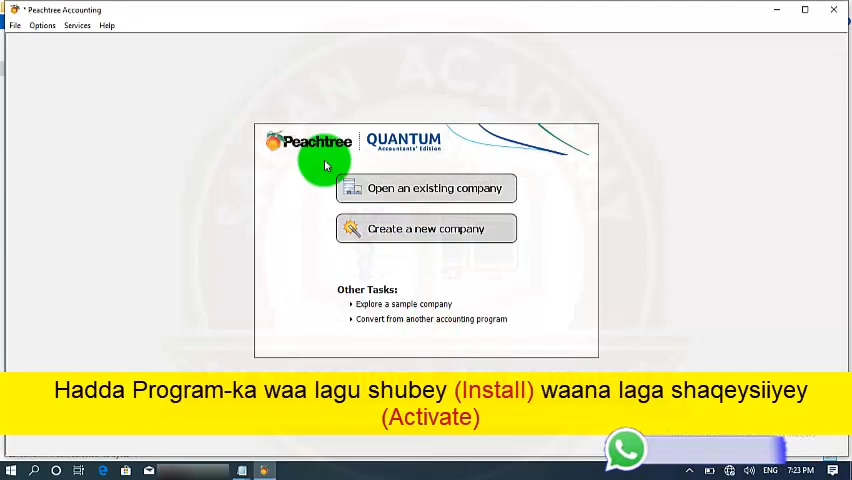 * Peachtree Accounting
File Options Services Help
Peachtree QUANTUM
Accountants' Edition
Open an existing company
Create a new company
Other Tasks:
Explore a sample company
Convert from another accounting program
Hadda Program-ka waa lagu shubey (Install) waana laga shaqeysiiyey
(Activate)
ENG 7:23 PM